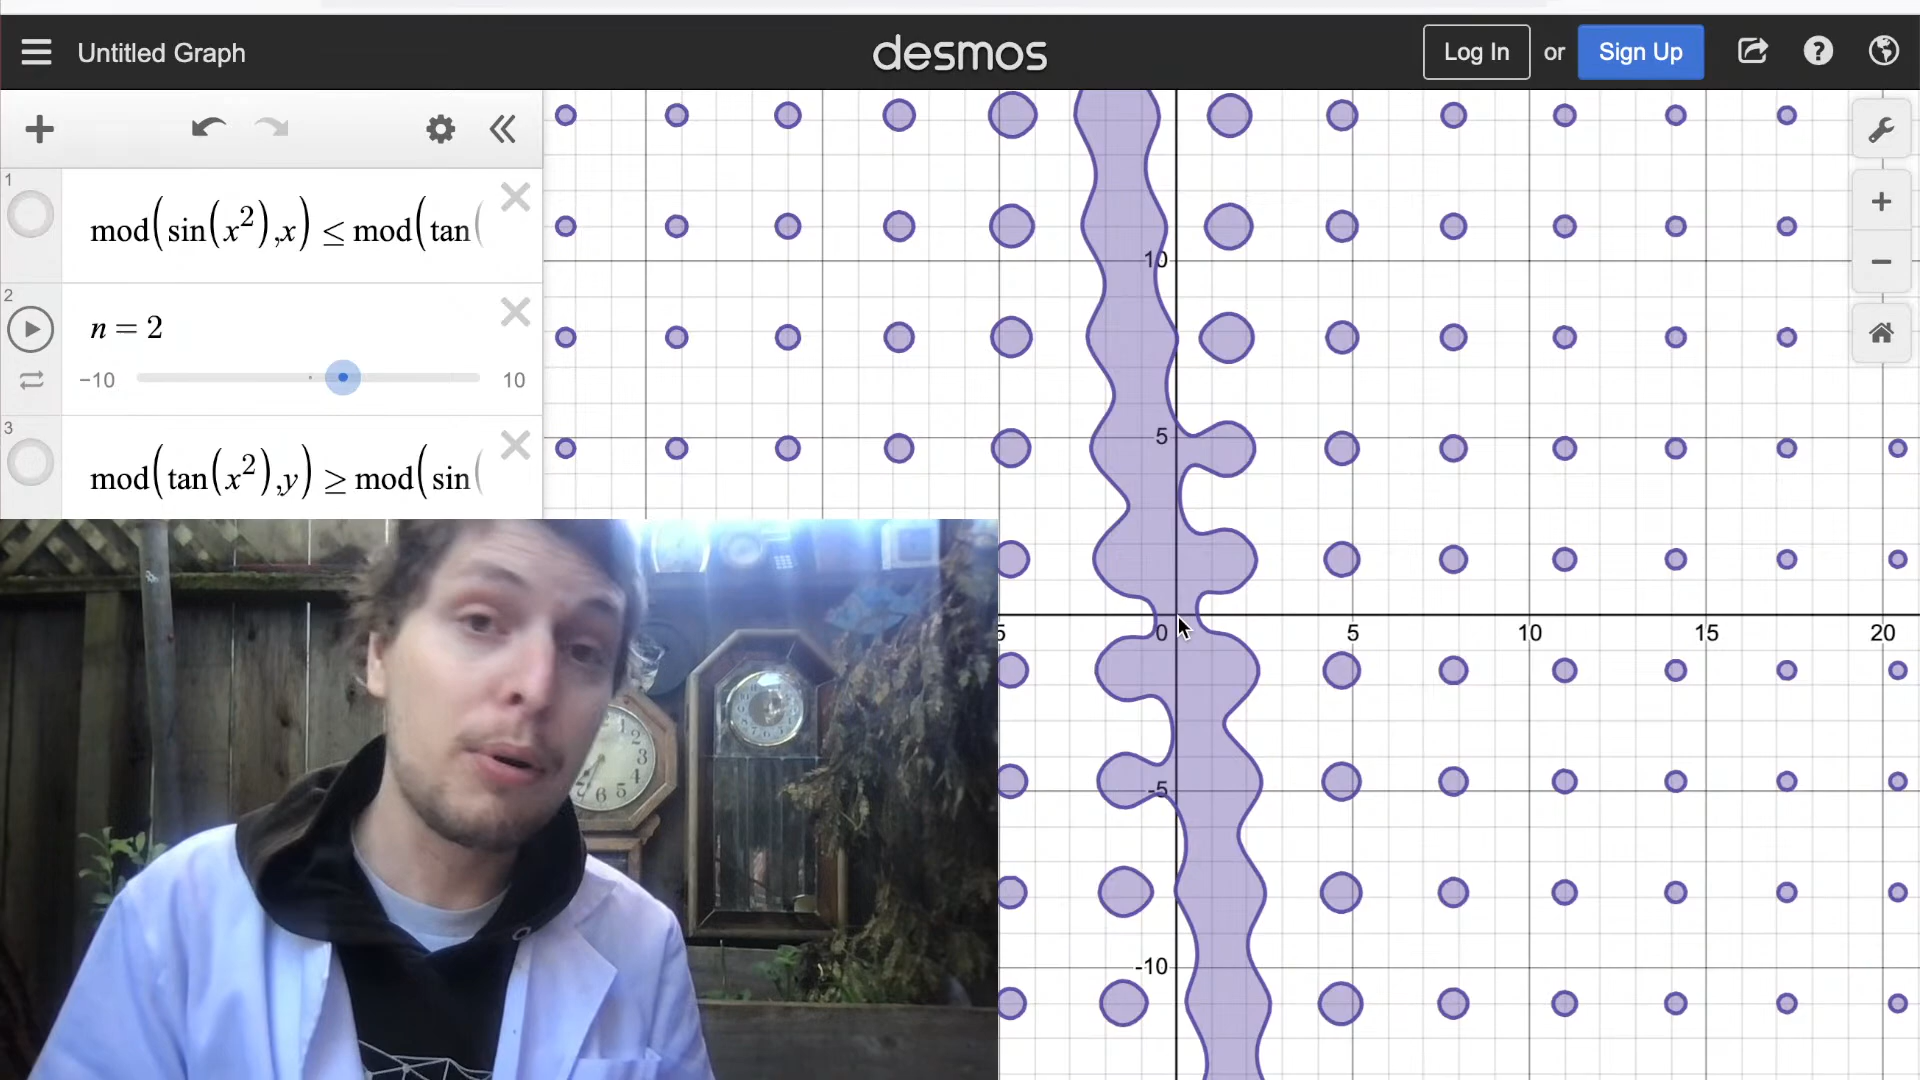 Untitled Graph
desmos
Log In or Sign Up
1
mod(sin(x²),x) ≤ mod(tan(
2
n = 2
−10 10
3
mod(tan(x²),y) ≥ mod(sin(
10
5
5 0 5 10 15 20
-5
-10